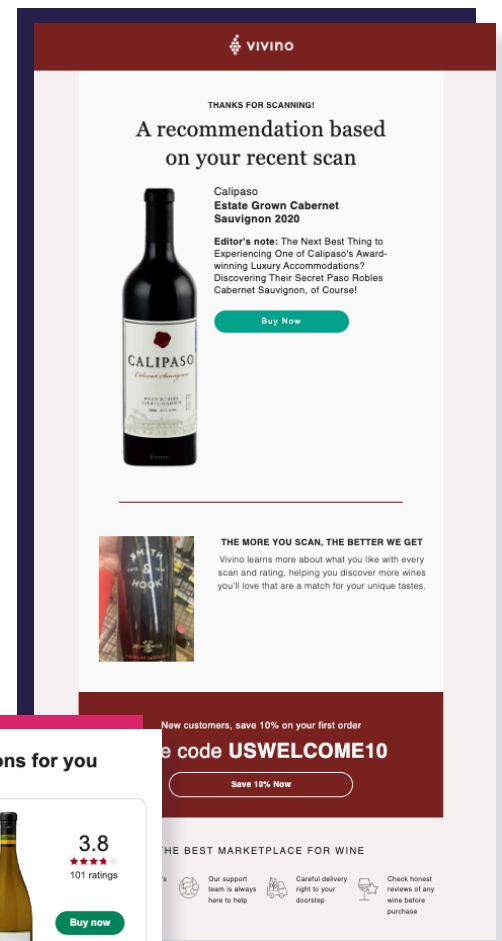 VIVINO
THANKS FOR SCANNING!
A recommendation based
on your recent scan
Calipaso
Estate Grown Cabernet
Sauvignon 2020
Editor's note: The Next Best Thing to
Experiencing One of Calipaso's Award-
winning Luxury Accommodations?
Discovering Their Secret Paso Robles
Cabernet Sauvignon, of Course!
Buy Now
CALIPASO
Cabernet Sauvignon
THE MORE YOU SCAN, THE BETTER WE GET
Vivino learns more about what you like with every
scan and rating, helping you discover more wines
you'll love that are a match for your unique tastes.
SMITH
&
HOOK
New customers, save 10% on your first order
e code USWELCOME10
Save 10% Now
HE BEST MARKETPLACE FOR WINE
's
Our support
team is always
here to help
Careful delivery
right to your
doorstep
Check honest
reviews of any
wine before
purchase
ns for you
3.8
101 ratings
Buy now